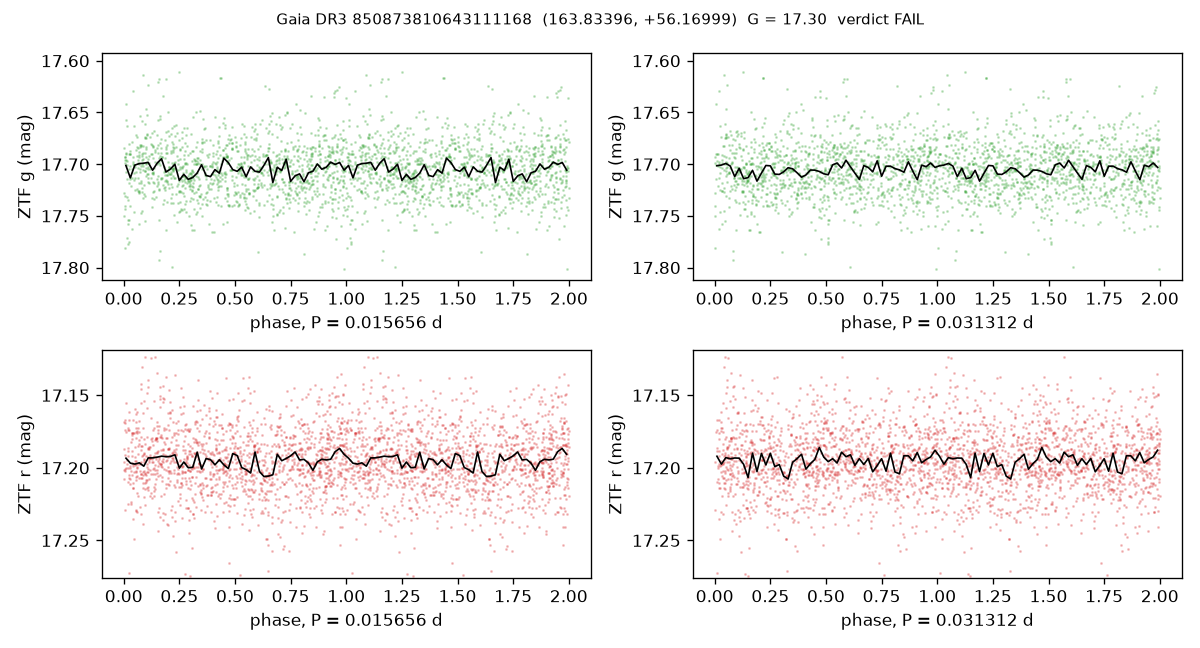 Gaia DR3 850873810643111168  (163.83396, +56.16999)  G = 17.30  verdict FAIL
17.60
17.65
17.70
17.75
17.80
ZTF g (mag)
0.00 0.25 0.50 0.75 1.00 1.25 1.50 1.75 2.00
phase, P = 0.015656 d
17.60
17.65
17.70
17.75
17.80
ZTF g (mag)
0.00 0.25 0.50 0.75 1.00 1.25 1.50 1.75 2.00
phase, P = 0.031312 d
17.15
17.20
17.25
ZTF r (mag)
0.00 0.25 0.50 0.75 1.00 1.25 1.50 1.75 2.00
phase, P = 0.015656 d
17.15
17.20
17.25
ZTF r (mag)
0.00 0.25 0.50 0.75 1.00 1.25 1.50 1.75 2.00
phase, P = 0.031312 d